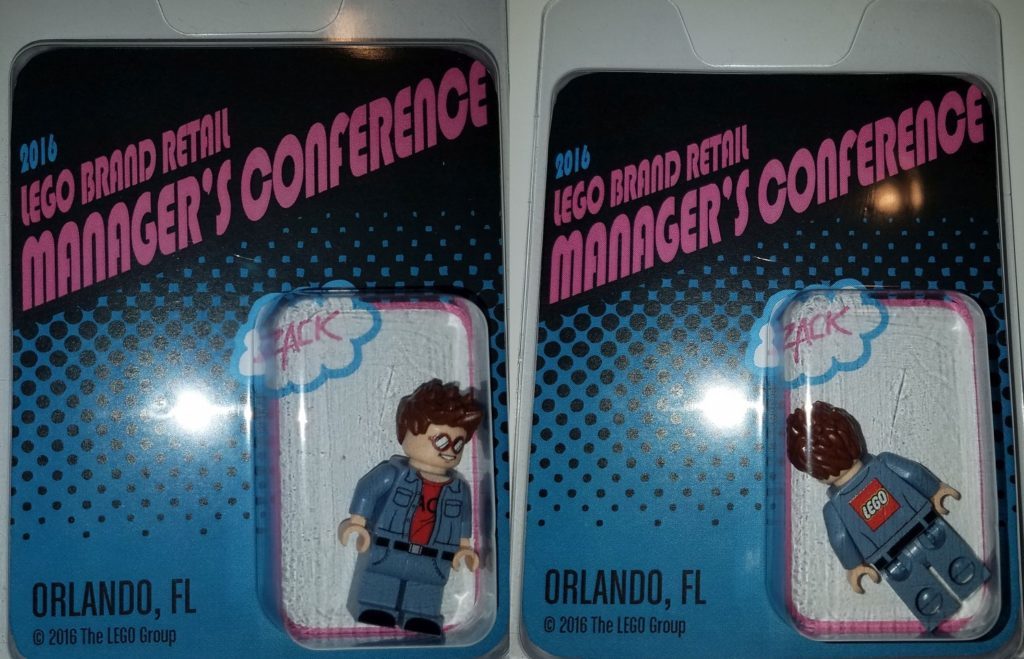 2016
LEGO BRAND RETAIL
MANAGER'S CONFERENCE
ZACK
ORLANDO, FL
© 2016 The LEGO Group
2016
LEGO BRAND RETAIL
MANAGER'S CONFERENCE
ZACK
LEGO
ORLANDO, FL
© 2016 The LEGO Group